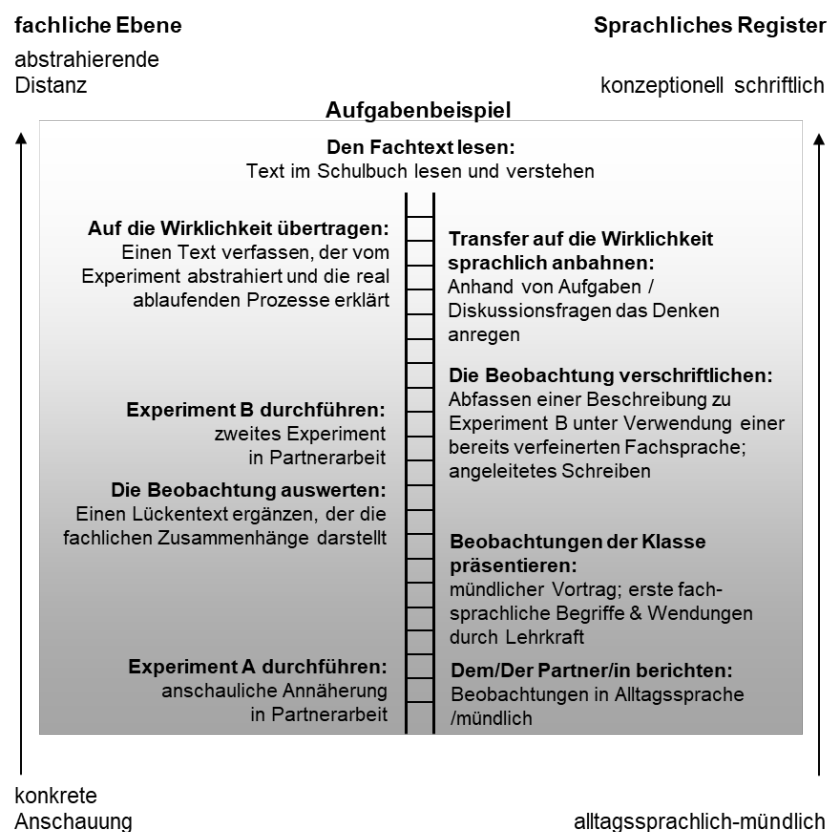 fachliche Ebene
Sprachliches Register
abstrahierende
Distanz
konzeptionell schriftlich
Aufgabenbeispiel
Den Fachtext lesen:
Text im Schulbuch lesen und verstehen
Auf die Wirklichkeit übertragen:
Einen Text verfassen, der vom
Experiment abstrahiert und die real
ablaufenden Prozesse erklärt
Transfer auf die Wirklichkeit
sprachlich anbahnen:
Anhand von Aufgaben /
Diskussionsfragen das Denken
anregen
Die Beobachtung verschriftlichen:
Abfassen einer Beschreibung zu
Experiment B unter Verwendung einer
bereits verfeinerten Fachsprache;
angeleitetes Schreiben
Experiment B durchführen:
zweites Experiment
in Partnerarbeit
Die Beobachtung auswerten:
Einen Lückentext ergänzen, der die
fachlichen Zusammenhänge darstellt
Beobachtungen der Klasse
präsentieren:
mündlicher Vortrag; erste fach-
sprachliche Begriffe & Wendungen
durch Lehrkraft
Experiment A durchführen:
anschauliche Annäherung
in Partnerarbeit
Dem/Der Partner/in berichten:
Beobachtungen in Alltagssprache
/mündlich
konkrete
Anschauung
alltagssprachlich-mündlich